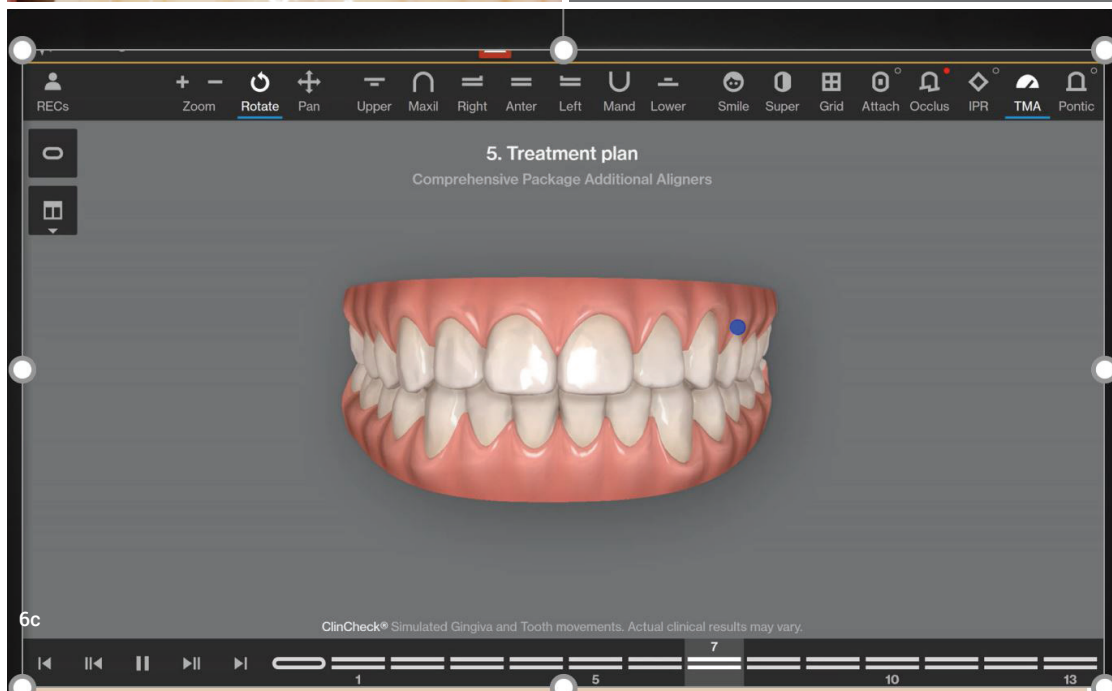 RECs
Zoom Rotate Pan Upper Maxil Right Anter Left Mand Lower Smile Super Grid Attach Occlus IPR TMA Pontic
5. Treatment plan
Comprehensive Package Additional Aligners
6c
ClinCheck® Simulated Gingiva and Tooth movements. Actual clinical results may vary.
7
1 5 10 13